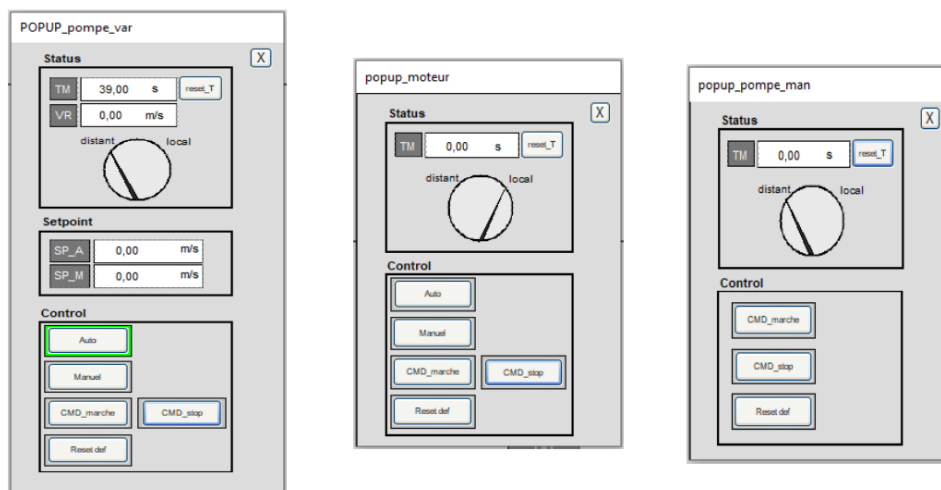 POPUP_pompe_var
Status
X
TM 39,00 s reset_T
VR 0,00 m/s
distant local
Setpoint
SP_A 0,00 m/s
SP_M 0,00 m/s
Control
Auto
Manuel
CMD_marche CMD_stop
Reset def
popup_moteur
Status
X
TM 0,00 s reset_T
distant local
Control
Auto
Manuel
CMD_marche CMD_stop
Reset def
popup_pompe_man
Status
X
TM 0,00 s reset_T
distant local
Control
CMD_marche
CMD_stop
Reset def